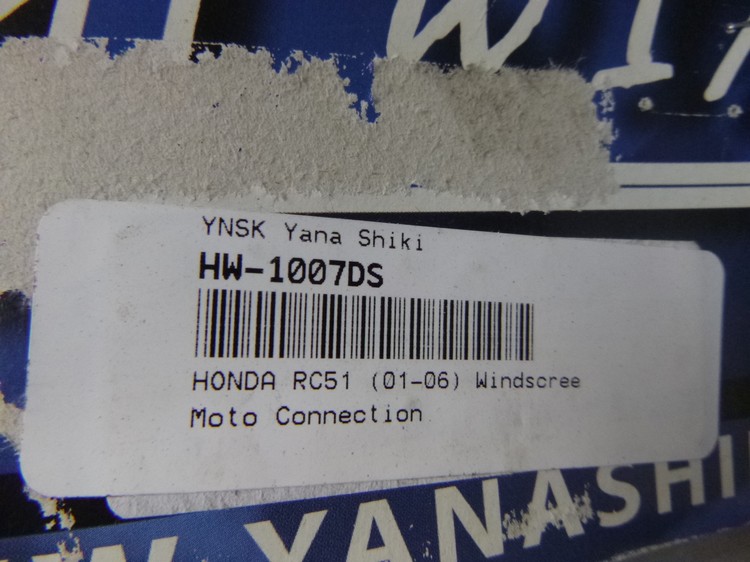 YNSK Yana Shiki
HW-1007DS
HONDA RC51 (01-06) Windscree
Moto Connection
YANASHI